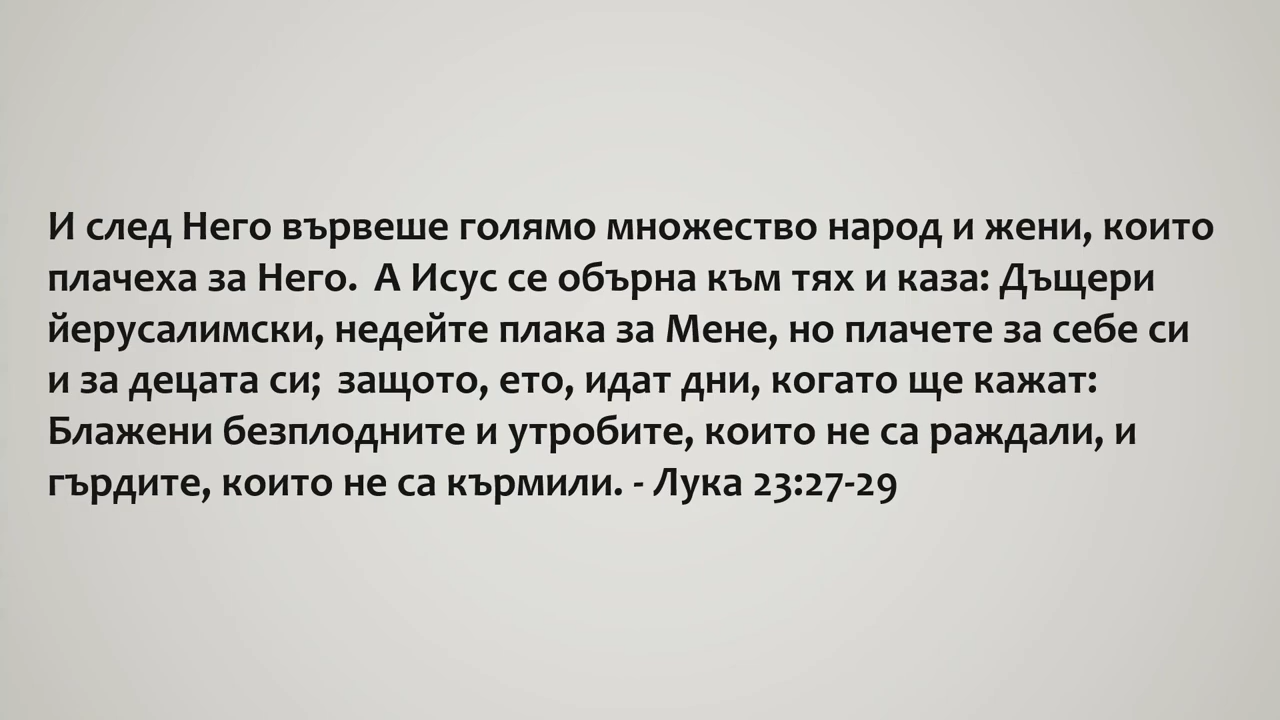 И след Него вървеше голямо множество народ и жени, които
плачеха за Него.  А Исус се обърна към тях и каза: Дъщери
йерусалимски, недейте плака за Мене, но плачете за себе си
и за децата си;  защото, ето, идат дни, когато ще кажат:
Блажени безплодните и утробите, които не са раждали, и
гърдите, които не са кърмили. - Лука 23:27-29